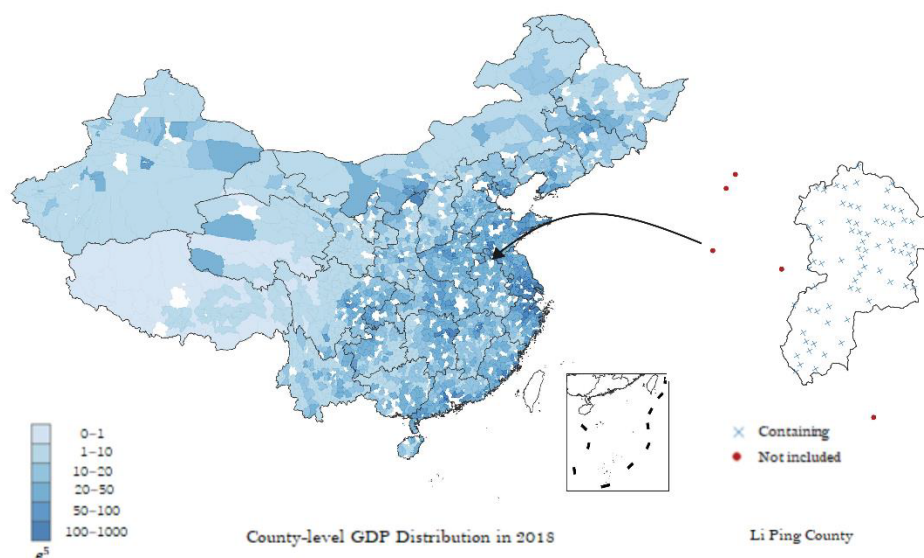 0-1
1-10
10-20
20-50
50-100
100-1000
e⁵
County-level GDP Distribution in 2018
Containing
Not included
Li Ping County